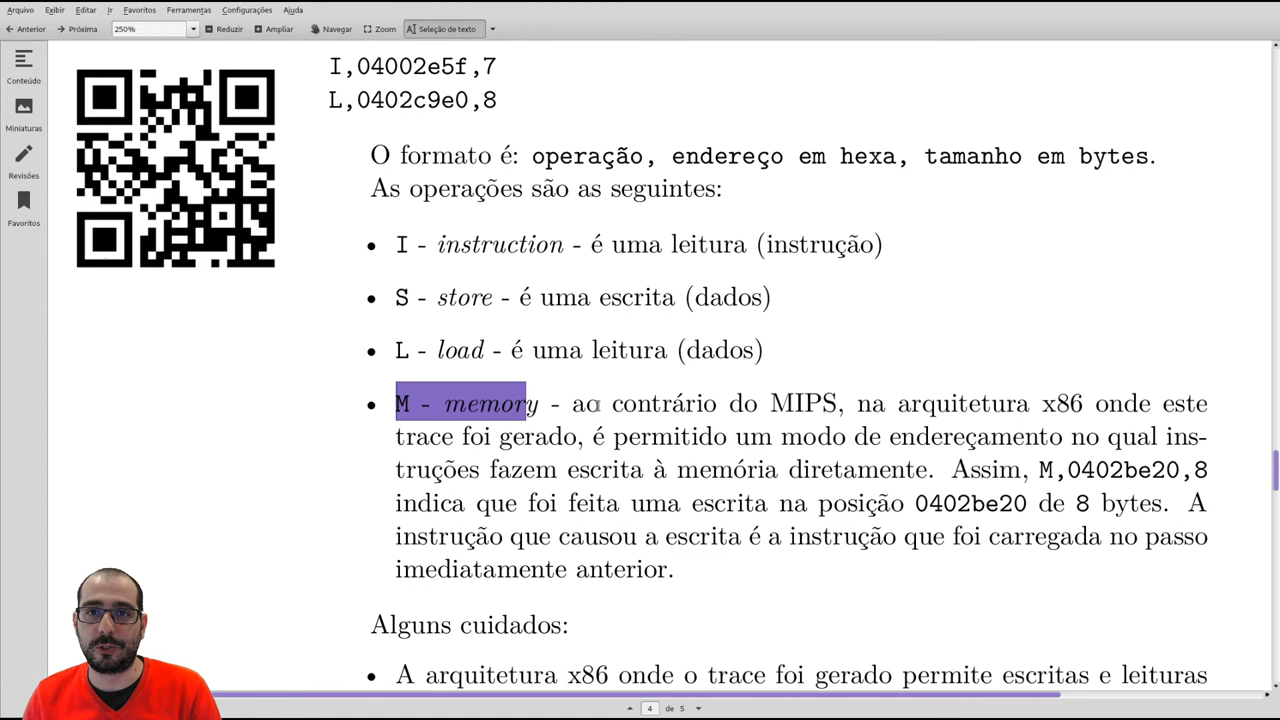 Arquivo Exibir Editar Ir Favoritos Ferramentas Configurações Ajuda
Anterior Próxima 250% Reduzir Ampliar Navegar Zoom Seleção de texto
Conteúdo
Miniaturas
Revisões
Favoritos
I,04002e5f,7
L,0402c9e0,8
O formato é: operação, endereço em hexa, tamanho em bytes.
As operações são as seguintes:
• I - instruction - é uma leitura (instrução)
• S - store - é uma escrita (dados)
• L - load - é uma leitura (dados)
• M - memory - ao contrário do MIPS, na arquitetura x86 onde este
trace foi gerado, é permitido um modo de endereçamento no qual ins-
truções fazem escrita à memória diretamente. Assim, M,0402be20,8
indica que foi feita uma escrita na posição 0402be20 de 8 bytes. A
instrução que causou a escrita é a instrução que foi carregada no passo
imediatamente anterior.
Alguns cuidados:
• A arquitetura x86 onde o trace foi gerado permite escritas e leituras
4 de 5